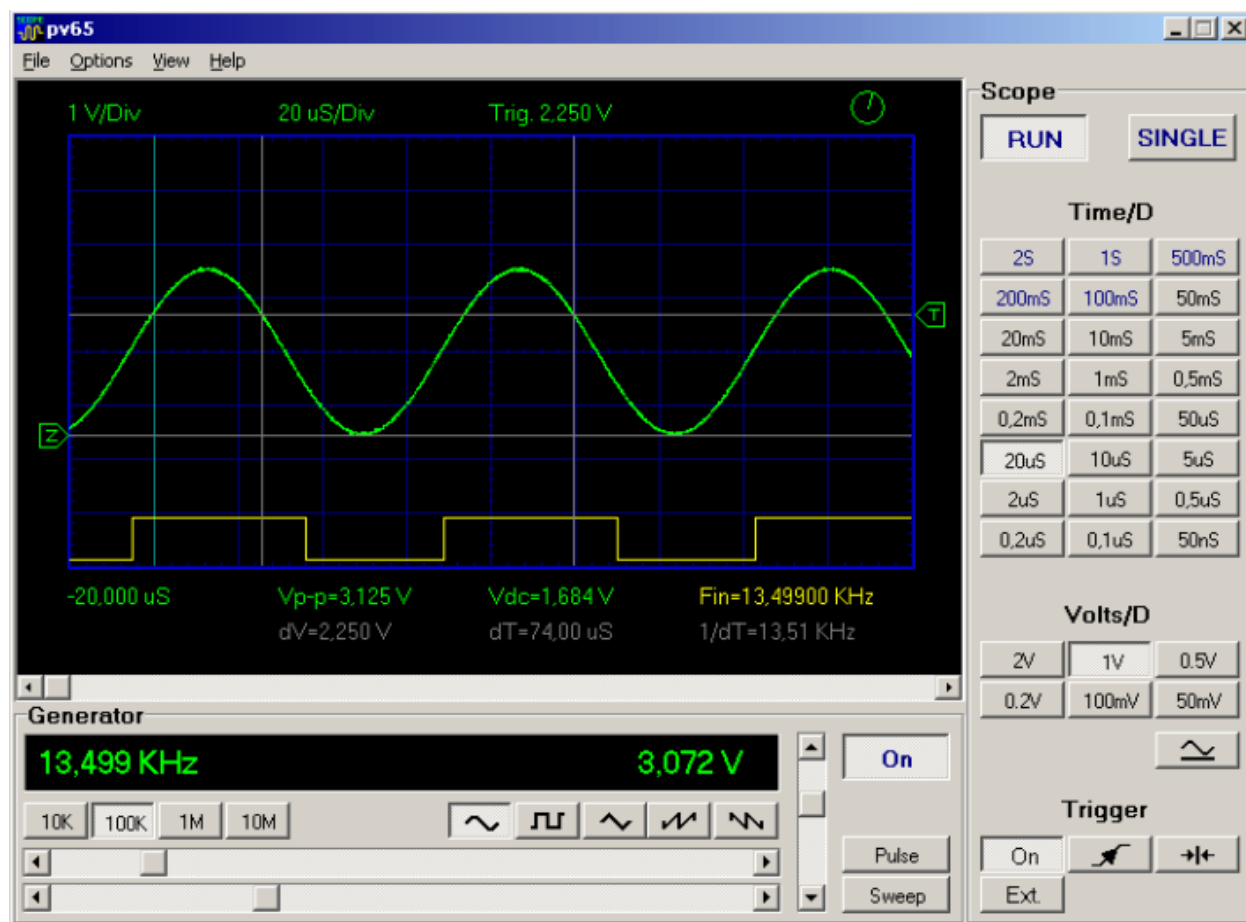 SCOPE
pv65
File Options View Help
1 V/Div 20 uS/Div Trig. 2,250 V
T
Z
-20,000 uS Vp-p=3,125 V Vdc=1,684 V Fin=13,49900 KHz
dV=2,250 V dT=74,00 uS 1/dT=13,51 KHz
Generator
13,499 KHz 3,072 V
On
10K 100K 1M 10M
Pulse
Sweep
Scope
RUN SINGLE
Time/D
2S 1S 500mS
200mS 100mS 50mS
20mS 10mS 5mS
2mS 1mS 0,5mS
0,2mS 0,1mS 50uS
20uS 10uS 5uS
2uS 1uS 0,5uS
0,2uS 0,1uS 50nS
Volts/D
2V 1V 0.5V
0.2V 100mV 50mV
Trigger
On
Ext.